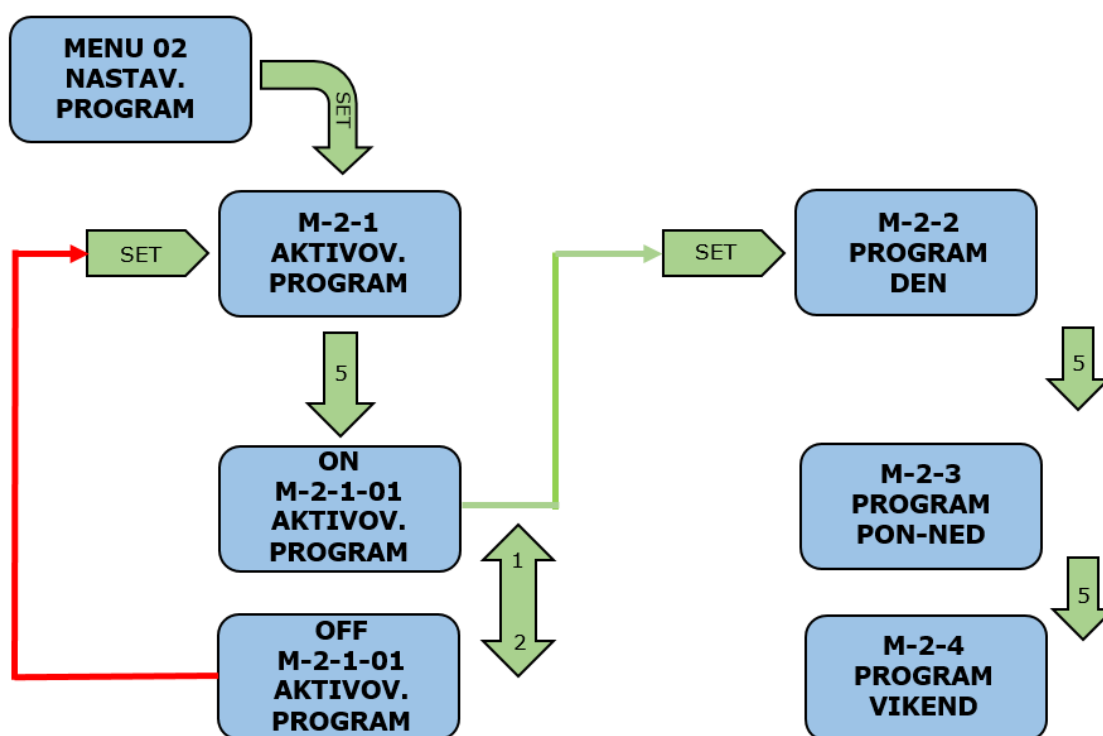 MENU 02
NASTAV.
PROGRAM
SET
SET
M-2-1
AKTIVOV.
PROGRAM
SET
M-2-2
PROGRAM
DEN
5
5
ON
M-2-1-01
AKTIVOV.
PROGRAM
M-2-3
PROGRAM
PON-NED
1
2
5
OFF
M-2-1-01
AKTIVOV.
PROGRAM
M-2-4
PROGRAM
VIKEND